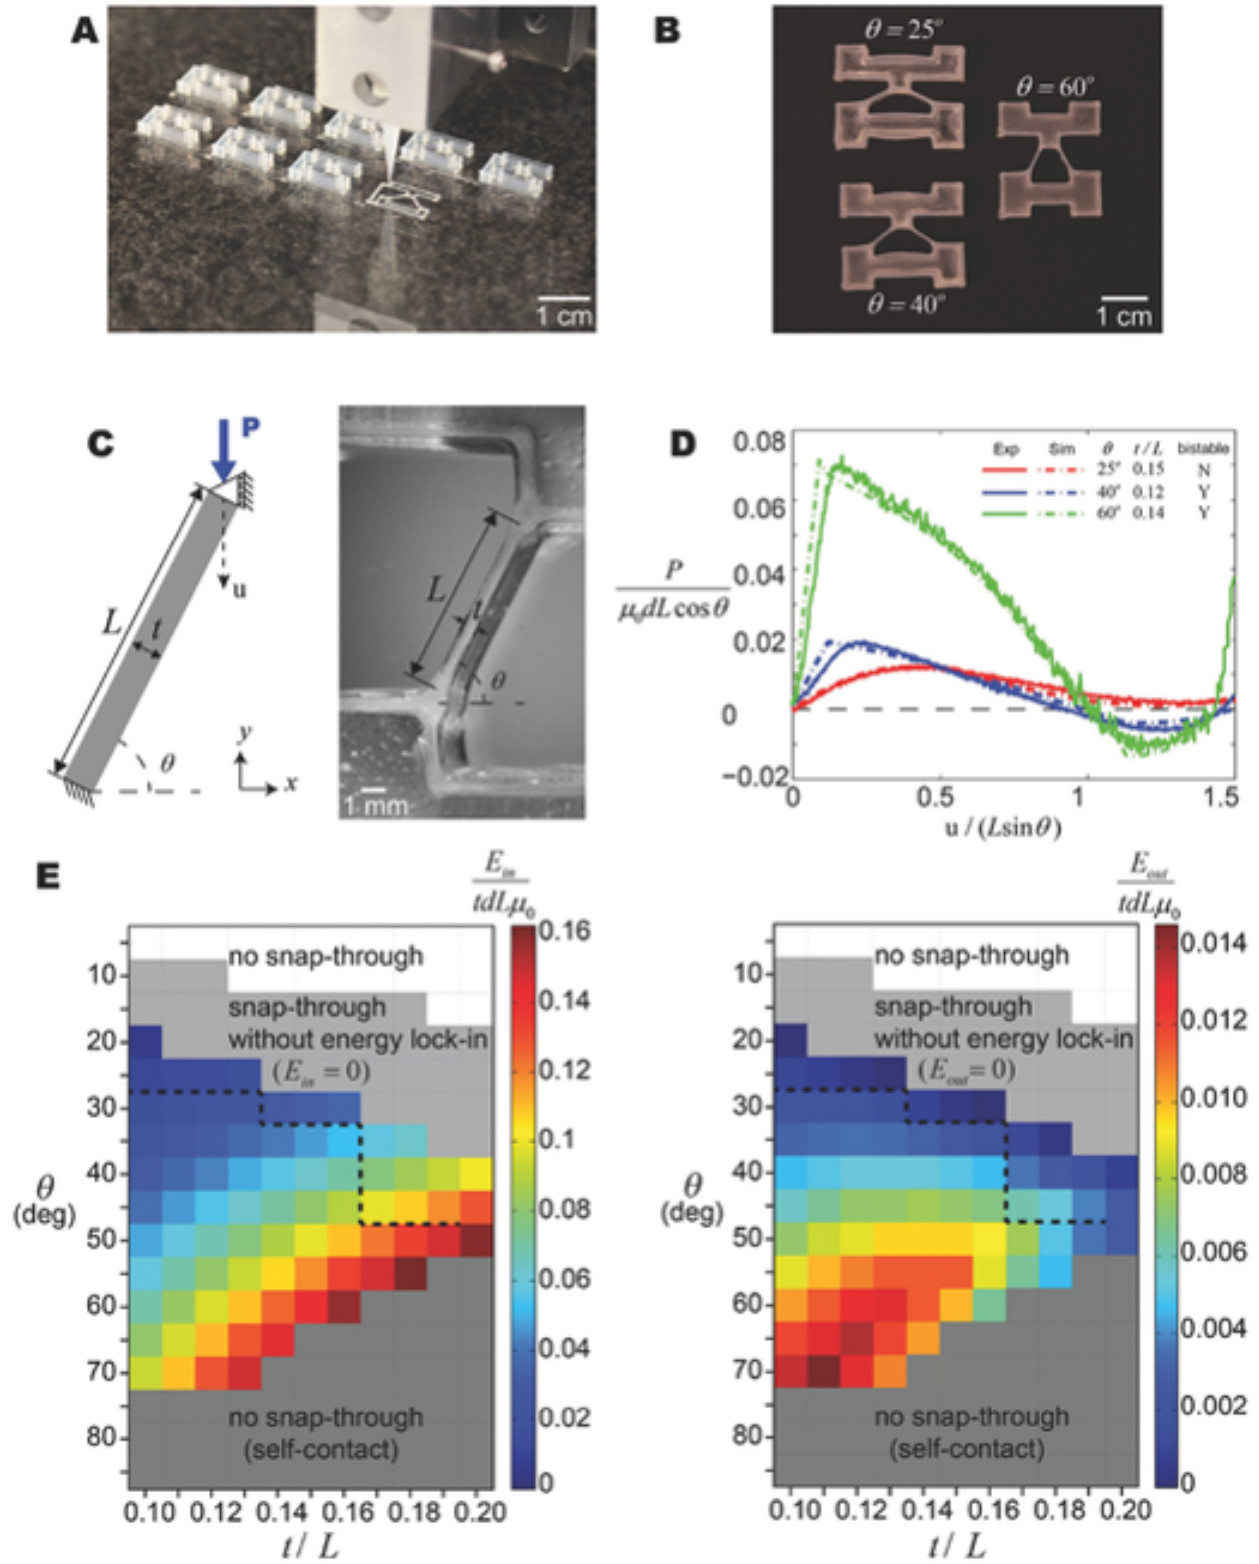 A
1 cm
B
θ = 25°
θ = 60°
θ = 40°
1 cm
C
P
u
L
t
θ
y
x
L
t
θ
1 mm
D
P
μ₀dL cos θ
0.08
0.06
0.04
0.02
0
−0.02
Exp Sim θ t/L bistable
25° 0.15 N
40° 0.12 Y
60° 0.14 Y
0 0.5 1 1.5
u / (L sin θ)
E
E_in
tdLμ₀
no snap-through
snap-through
without energy lock-in
(E_in = 0)
no snap-through
(self-contact)
θ
(deg)
10
20
30
40
50
60
70
80
0.10 0.12 0.14 0.16 0.18 0.20
t / L
0.16
0.14
0.12
0.1
0.08
0.06
0.04
0.02
0
E_out
tdLμ₀
no snap-through
snap-through
without energy lock-in
(E_out = 0)
no snap-through
(self-contact)
θ
(deg)
10
20
30
40
50
60
70
80
0.10 0.12 0.14 0.16 0.18 0.20
t / L
0.014
0.012
0.010
0.008
0.006
0.004
0.002
0